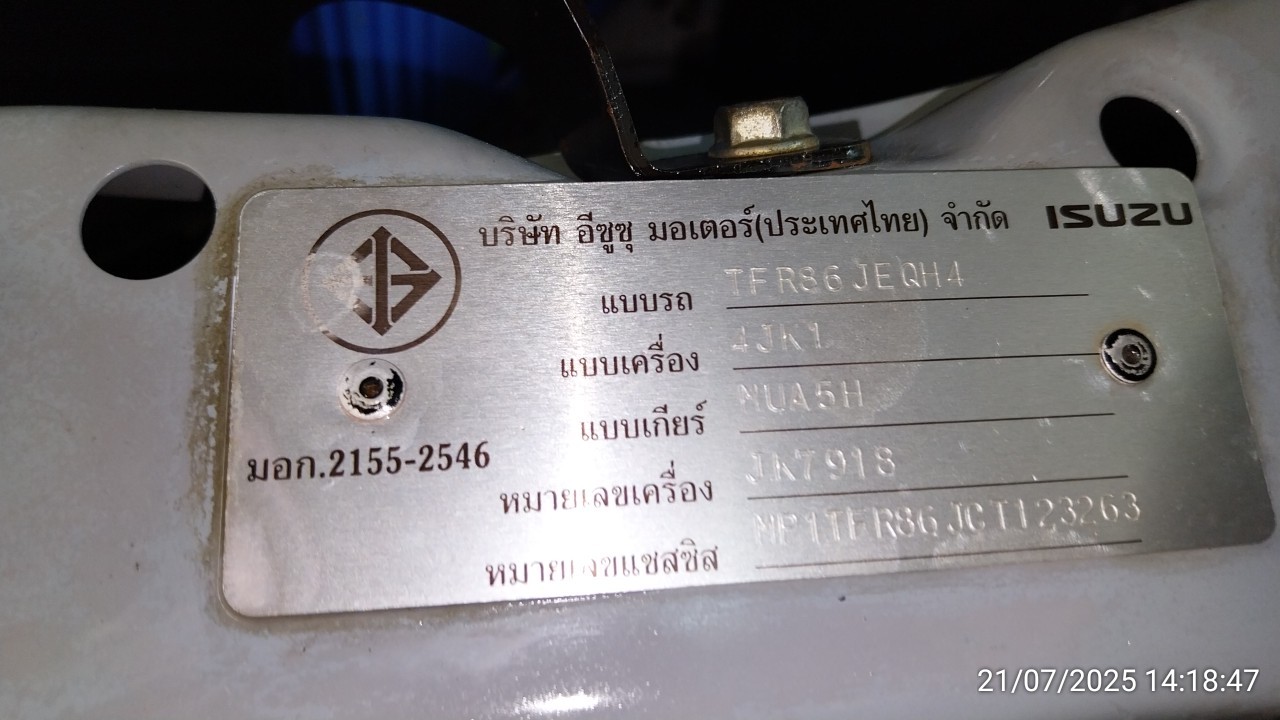 บริษัท อีซูซุ มอเตอร์(ประเทศไทย) จำกัด ISUZU
แบบรถ TFR86JEQH4
แบบเครื่อง 4JK1
แบบเกียร์ MUA5H
มอก.2155-2546
หมายเลขเครื่อง JK7918
หมายเลขแชสซิส MP1TFR86JCT123263
21/07/2025 14:18:47